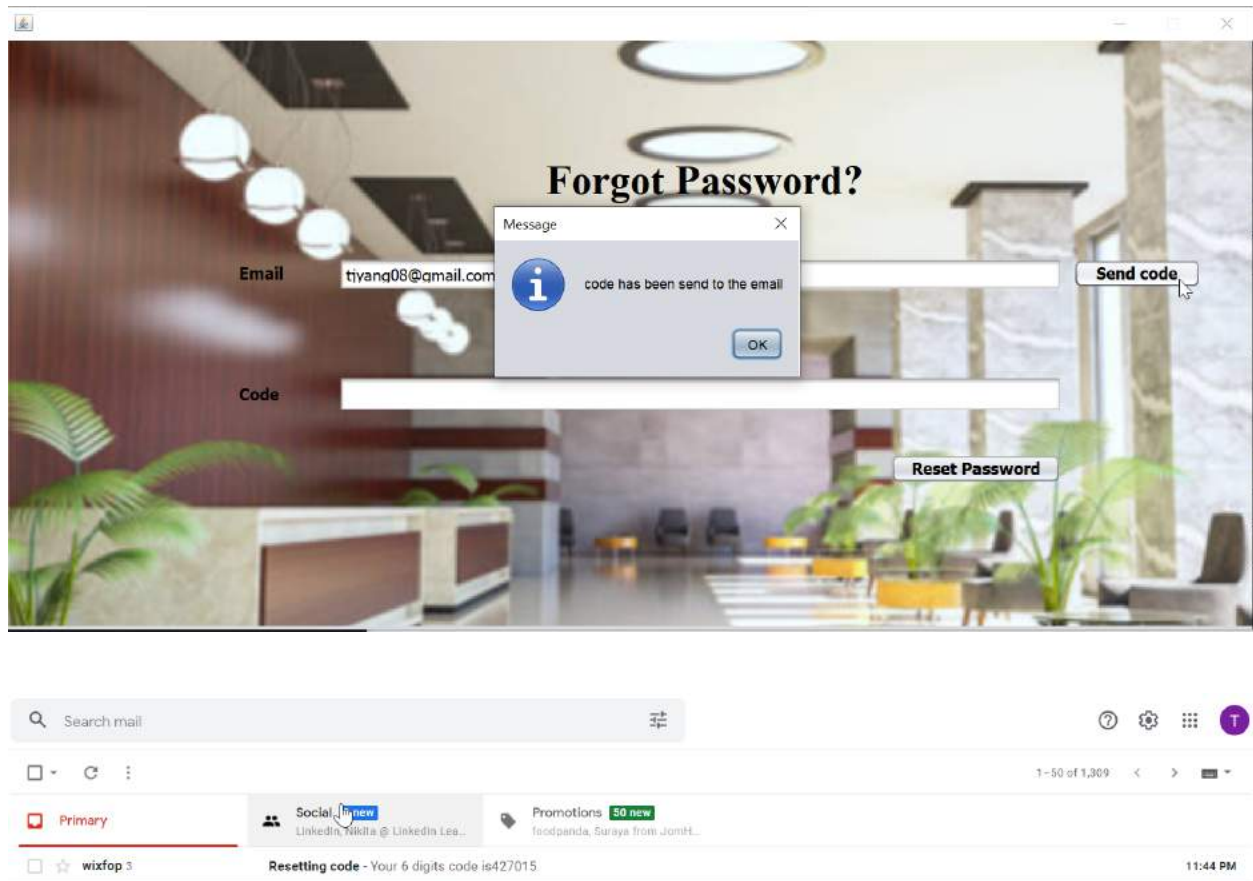 Forgot Password?
Message
Email
tjyang08@gmail.com
code has been send to the email
Send code
OK
Code
Reset Password
Search mail
1–50 of 1,309
Primary
Social new
LinkedIn, Nikita @ LinkedIn Lea...
Promotions 50 new
foodpanda, Suraya from JomH...
wixfop 3
Resetting code - Your 6 digits code is427015
11:44 PM
T